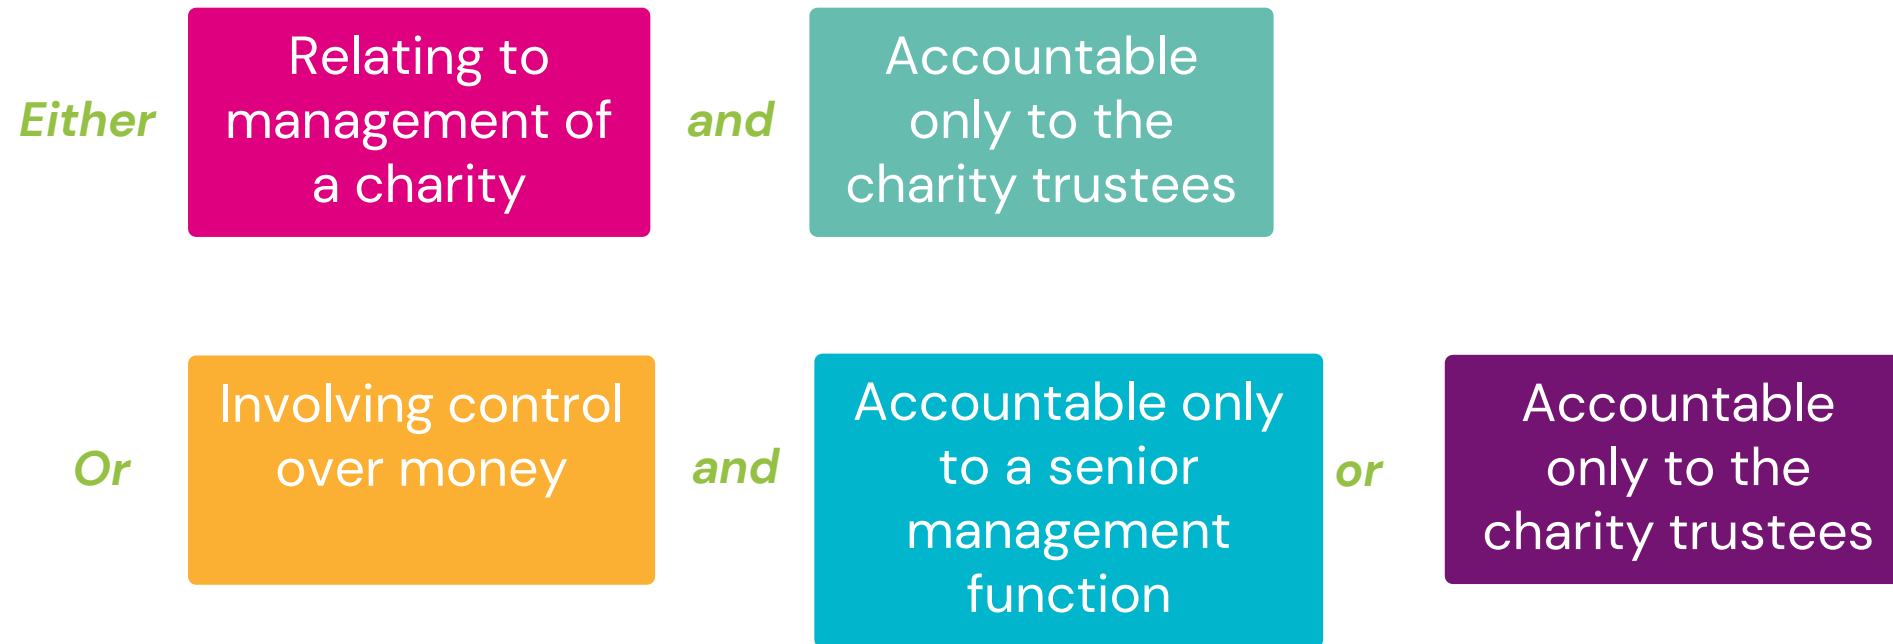 Either
Relating to
management of
a charity
and
Accountable
only to the
charity trustees
Or
Involving control
over money
and
Accountable only
to a senior
management
function
or
Accountable
only to the
charity trustees